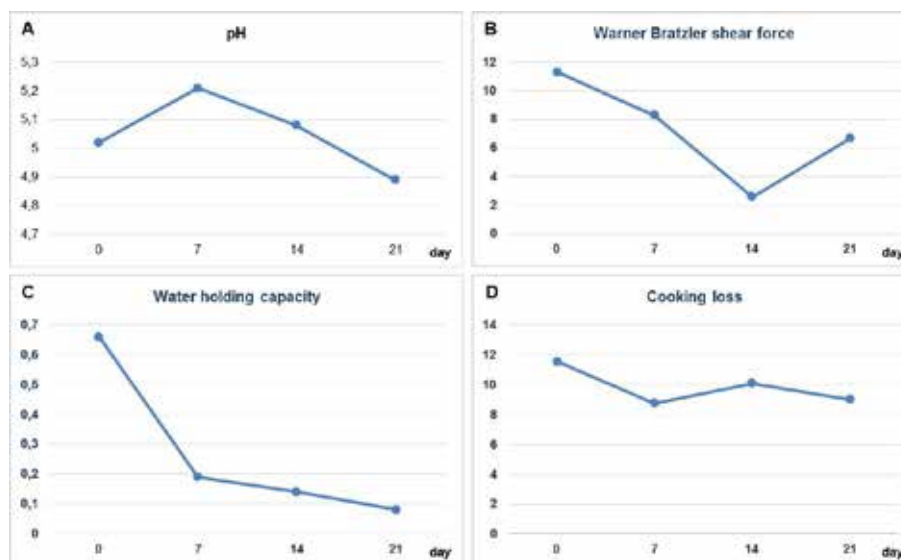 A
pH
5,3
5,2
5,1
5
4,9
4,8
4,7
0 7 14 21 day
B
Warner Bratzler shear force
12
10
8
6
4
2
0
0 7 14 21 day
C
Water holding capacity
0,7
0,6
0,5
0,4
0,3
0,2
0,1
0
0 7 14 21 day
D
Cooking loss
14
12
10
8
6
4
2
0
0 7 14 21 day